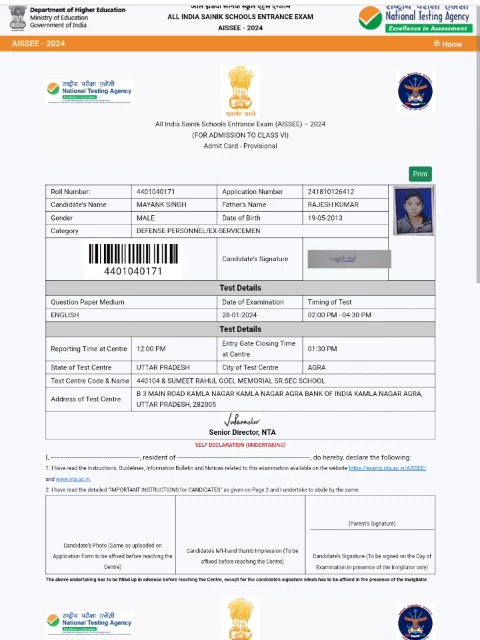 Department of Higher Education
Ministry of Education
Government of India
ALL INDIA SAINIK SCHOOLS ENTRANCE EXAM
AISSEE - 2024
National Testing Agency
Excellence in Assessment
AISSEE - 2024
Home
राष्ट्रीय परीक्षा एजेंसी
National Testing Agency
Excellence in Assessment
सत्यमेव जयते
All India Sainik Schools Entrance Exam (AISSEE) – 2024
(FOR ADMISSION TO CLASS VI)
Admit Card - Provisional
Print
Roll Number: 4401040171 Application Number 241810126412
Candidate's Name MAYANK SINGH Father's Name RAJESH KUMAR
Gender MALE Date of Birth 19-05-2013
Category DEFENSE PERSONNEL/EX-SERVICEMEN
4401040171
Candidate's Signature
Test Details
Question Paper Medium Date of Examination Timing of Test
ENGLISH 28-01-2024 02:00 PM - 04:30 PM
Test Details
Reporting Time at Centre 12:00 PM Entry Gate Closing Time at Centre 01:30 PM
State of Test Centre UTTAR PRADESH City of Test Centre AGRA
Test Centre Code & Name 440104 & SUMEET RAHUL GOEL MEMORIAL SR.SEC SCHOOL
Address of Test Centre B 3 MAIN ROAD KAMLA NAGAR KAMLA NAGAR AGRA BANK OF INDIA KAMLA NAGAR AGRA,
UTTAR PRADESH, 282005
Senior Director, NTA
SELF DECLARATION (UNDERTAKING)
I, ----------------------------------------, resident of ------------------------------------------------------------, do hereby, declare the following:
1. I have read the Instructions, Guidelines, Information Bulletin and Notices related to this examination available on the website https://exams.nta.ac.in/AISSEE/
and www.nta.ac.in.
2. I have read the detailed "IMPORTANT INSTRUCTIONS for CANDIDATES" as given on Page 2 and I undertake to abide by the same.
(Parent's Signature)
Candidate's Photo (Same as uploaded on
Application Form to be affixed before reaching the
Centre)
Candidate's left-hand thumb Impression (To be
affixed before reaching the Centre)
Candidate's Signature (To be signed on the Day of
Examination in presence of the Invigilator only)
The above undertaking has to be filled up in advance before reaching the Centre, except for the candidates signature which has to be affixed in the presence of the Invigilator.
राष्ट्रीय परीक्षा एजेंसी
National Testing Agency
Excellence in Assessment